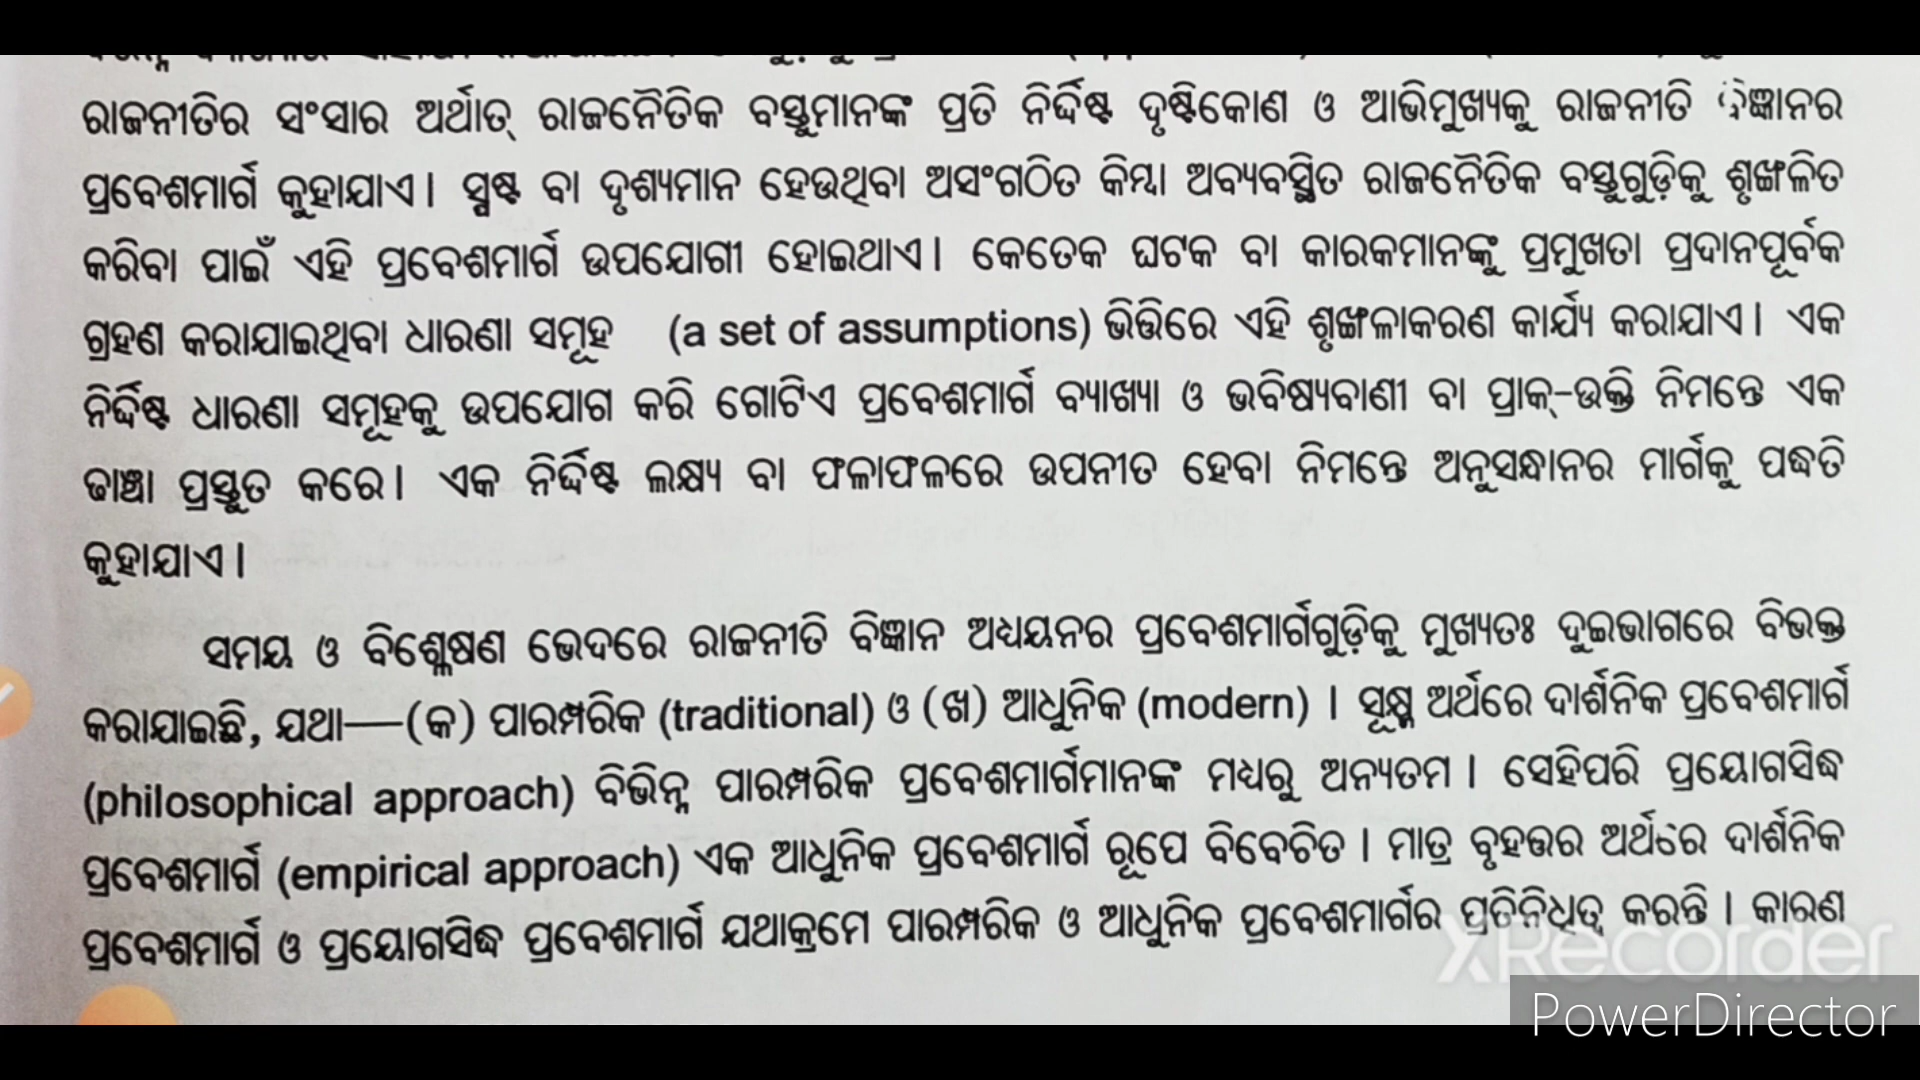 ରାଜନୀତିର ସଂସାର ଅର୍ଥାତ୍ ରାଜନୈତିକ ବସ୍ତୁମାନଙ୍କ ପ୍ରତି ନିର୍ଦ୍ଦିଷ୍ଟ ଦୃଷ୍ଟିକୋଣ ଓ ଆଭିମୁଖ୍ୟକୁ ରାଜନୀତି ବିଜ୍ଞାନର
ପ୍ରବେଶମାର୍ଗ କୁହାଯାଏ। ସ୍ପଷ୍ଟ ବା ଦୃଶ୍ୟମାନ ହେଉଥିବା ଅସଂଗଠିତ କିମ୍ବା ଅବ୍ୟବସ୍ଥିତ ରାଜନୈତିକ ବସ୍ତୁଗୁଡ଼ିକୁ ଶୃଙ୍ଖଳିତ
କରିବା ପାଇଁ ଏହି ପ୍ରବେଶମାର୍ଗ ଉପଯୋଗୀ ହୋଇଥାଏ। କେତେକ ଘଟକ ବା କାରକମାନଙ୍କୁ ପ୍ରମୁଖତା ପ୍ରଦାନପୂର୍ବକ
ଗ୍ରହଣ କରାଯାଇଥିବା ଧାରଣା ସମୂହ (a set of assumptions) ଭିତ୍ତିରେ ଏହି ଶୃଙ୍ଖଳାକରଣ କାର୍ଯ୍ୟ କରାଯାଏ। ଏକ
ନିର୍ଦ୍ଦିଷ୍ଟ ଧାରଣା ସମୂହକୁ ଉପଯୋଗ କରି ଗୋଟିଏ ପ୍ରବେଶମାର୍ଗ ବ୍ୟାଖ୍ୟା ଓ ଭବିଷ୍ୟବାଣୀ ବା ପ୍ରାକ୍-ଉକ୍ତି ନିମନ୍ତେ ଏକ
ଢାଞ୍ଚା ପ୍ରସ୍ତୁତ କରେ। ଏକ ନିର୍ଦ୍ଦିଷ୍ଟ ଲକ୍ଷ୍ୟ ବା ଫଳାଫଳରେ ଉପନୀତ ହେବା ନିମନ୍ତେ ଅନୁସନ୍ଧାନର ମାର୍ଗକୁ ପଦ୍ଧତି
କୁହାଯାଏ।
ସମୟ ଓ ବିଶ୍ଳେଷଣ ଭେଦରେ ରାଜନୀତି ବିଜ୍ଞାନ ଅଧ୍ୟୟନର ପ୍ରବେଶମାର୍ଗଗୁଡ଼ିକୁ ମୁଖ୍ୟତଃ ଦୁଇଭାଗରେ ବିଭକ୍ତ
କରାଯାଇଛି, ଯଥା—(କ) ପାରମ୍ପରିକ (traditional) ଓ (ଖ) ଆଧୁନିକ (modern) । ସୂକ୍ଷ୍ମ ଅର୍ଥରେ ଦାର୍ଶନିକ ପ୍ରବେଶମାର୍ଗ
(philosophical approach) ବିଭିନ୍ନ ପାରମ୍ପରିକ ପ୍ରବେଶମାର୍ଗମାନଙ୍କ ମଧ୍ୟରୁ ଅନ୍ୟତମ। ସେହିପରି ପ୍ରୟୋଗସିଦ୍ଧ
ପ୍ରବେଶମାର୍ଗ (empirical approach) ଏକ ଆଧୁନିକ ପ୍ରବେଶମାର୍ଗ ରୂପେ ବିବେଚିତ। ମାତ୍ର ବୃହତ୍ତର ଅର୍ଥରେ ଦାର୍ଶନିକ
ପ୍ରବେଶମାର୍ଗ ଓ ପ୍ରୟୋଗସିଦ୍ଧ ପ୍ରବେଶମାର୍ଗ ଯଥାକ୍ରମେ ପାରମ୍ପରିକ ଓ ଆଧୁନିକ ପ୍ରବେଶମାର୍ଗର ପ୍ରତିନିଧିତ୍ୱ କରନ୍ତି। କାରଣ
XRecorder
PowerDirector